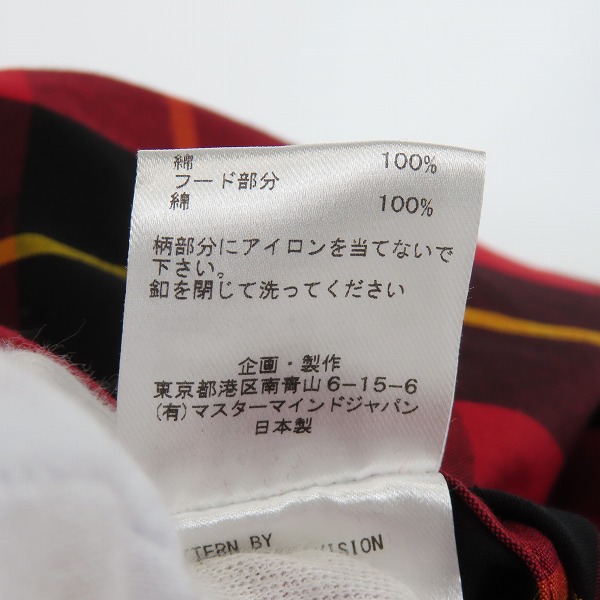 綿 100%
フード部分
綿 100%
柄部分にアイロンを当てないで
下さい。
釦を閉じて洗ってください
企画・製作
東京都港区南青山6-15-6
(有)マスターマインドジャパン
日本製
TERN BY
VISION